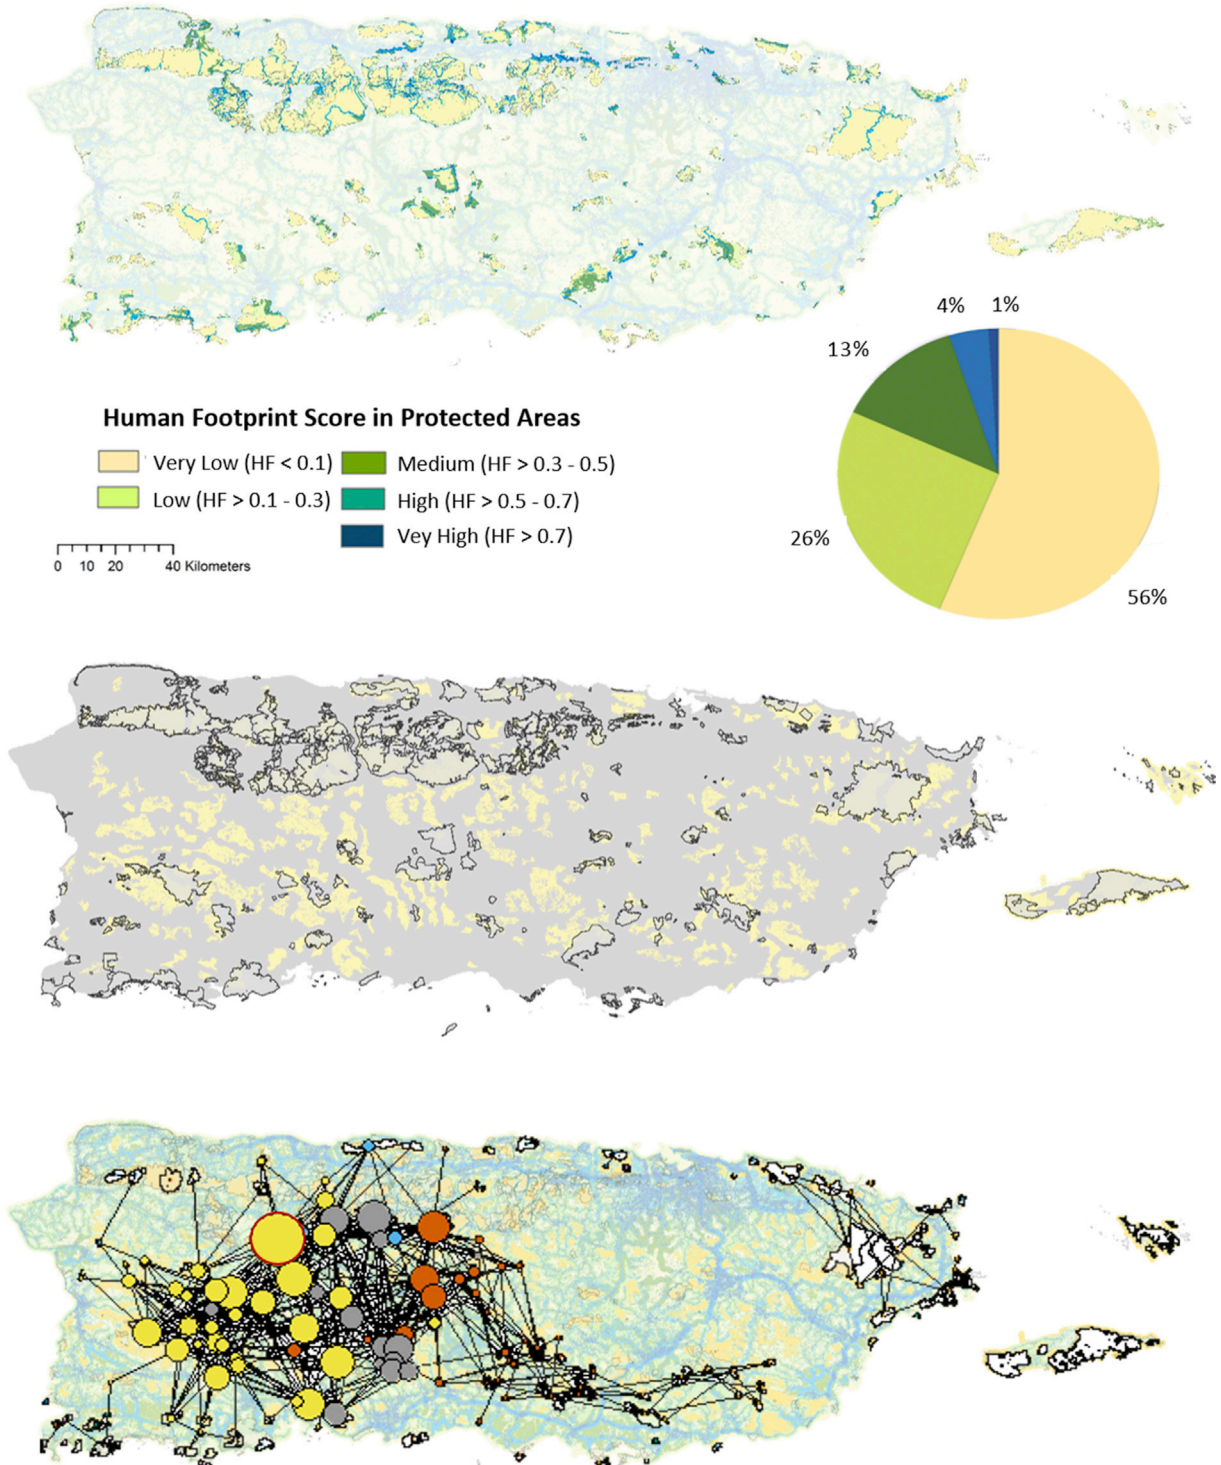 4% 1%
13%
Human Footprint Score in Protected Areas
Very Low (HF < 0.1) Medium (HF > 0.3 - 0.5)
Low (HF > 0.1 - 0.3) High (HF > 0.5 - 0.7)
Vey High (HF > 0.7)
26%
0 10 20 40 Kilometers
56%